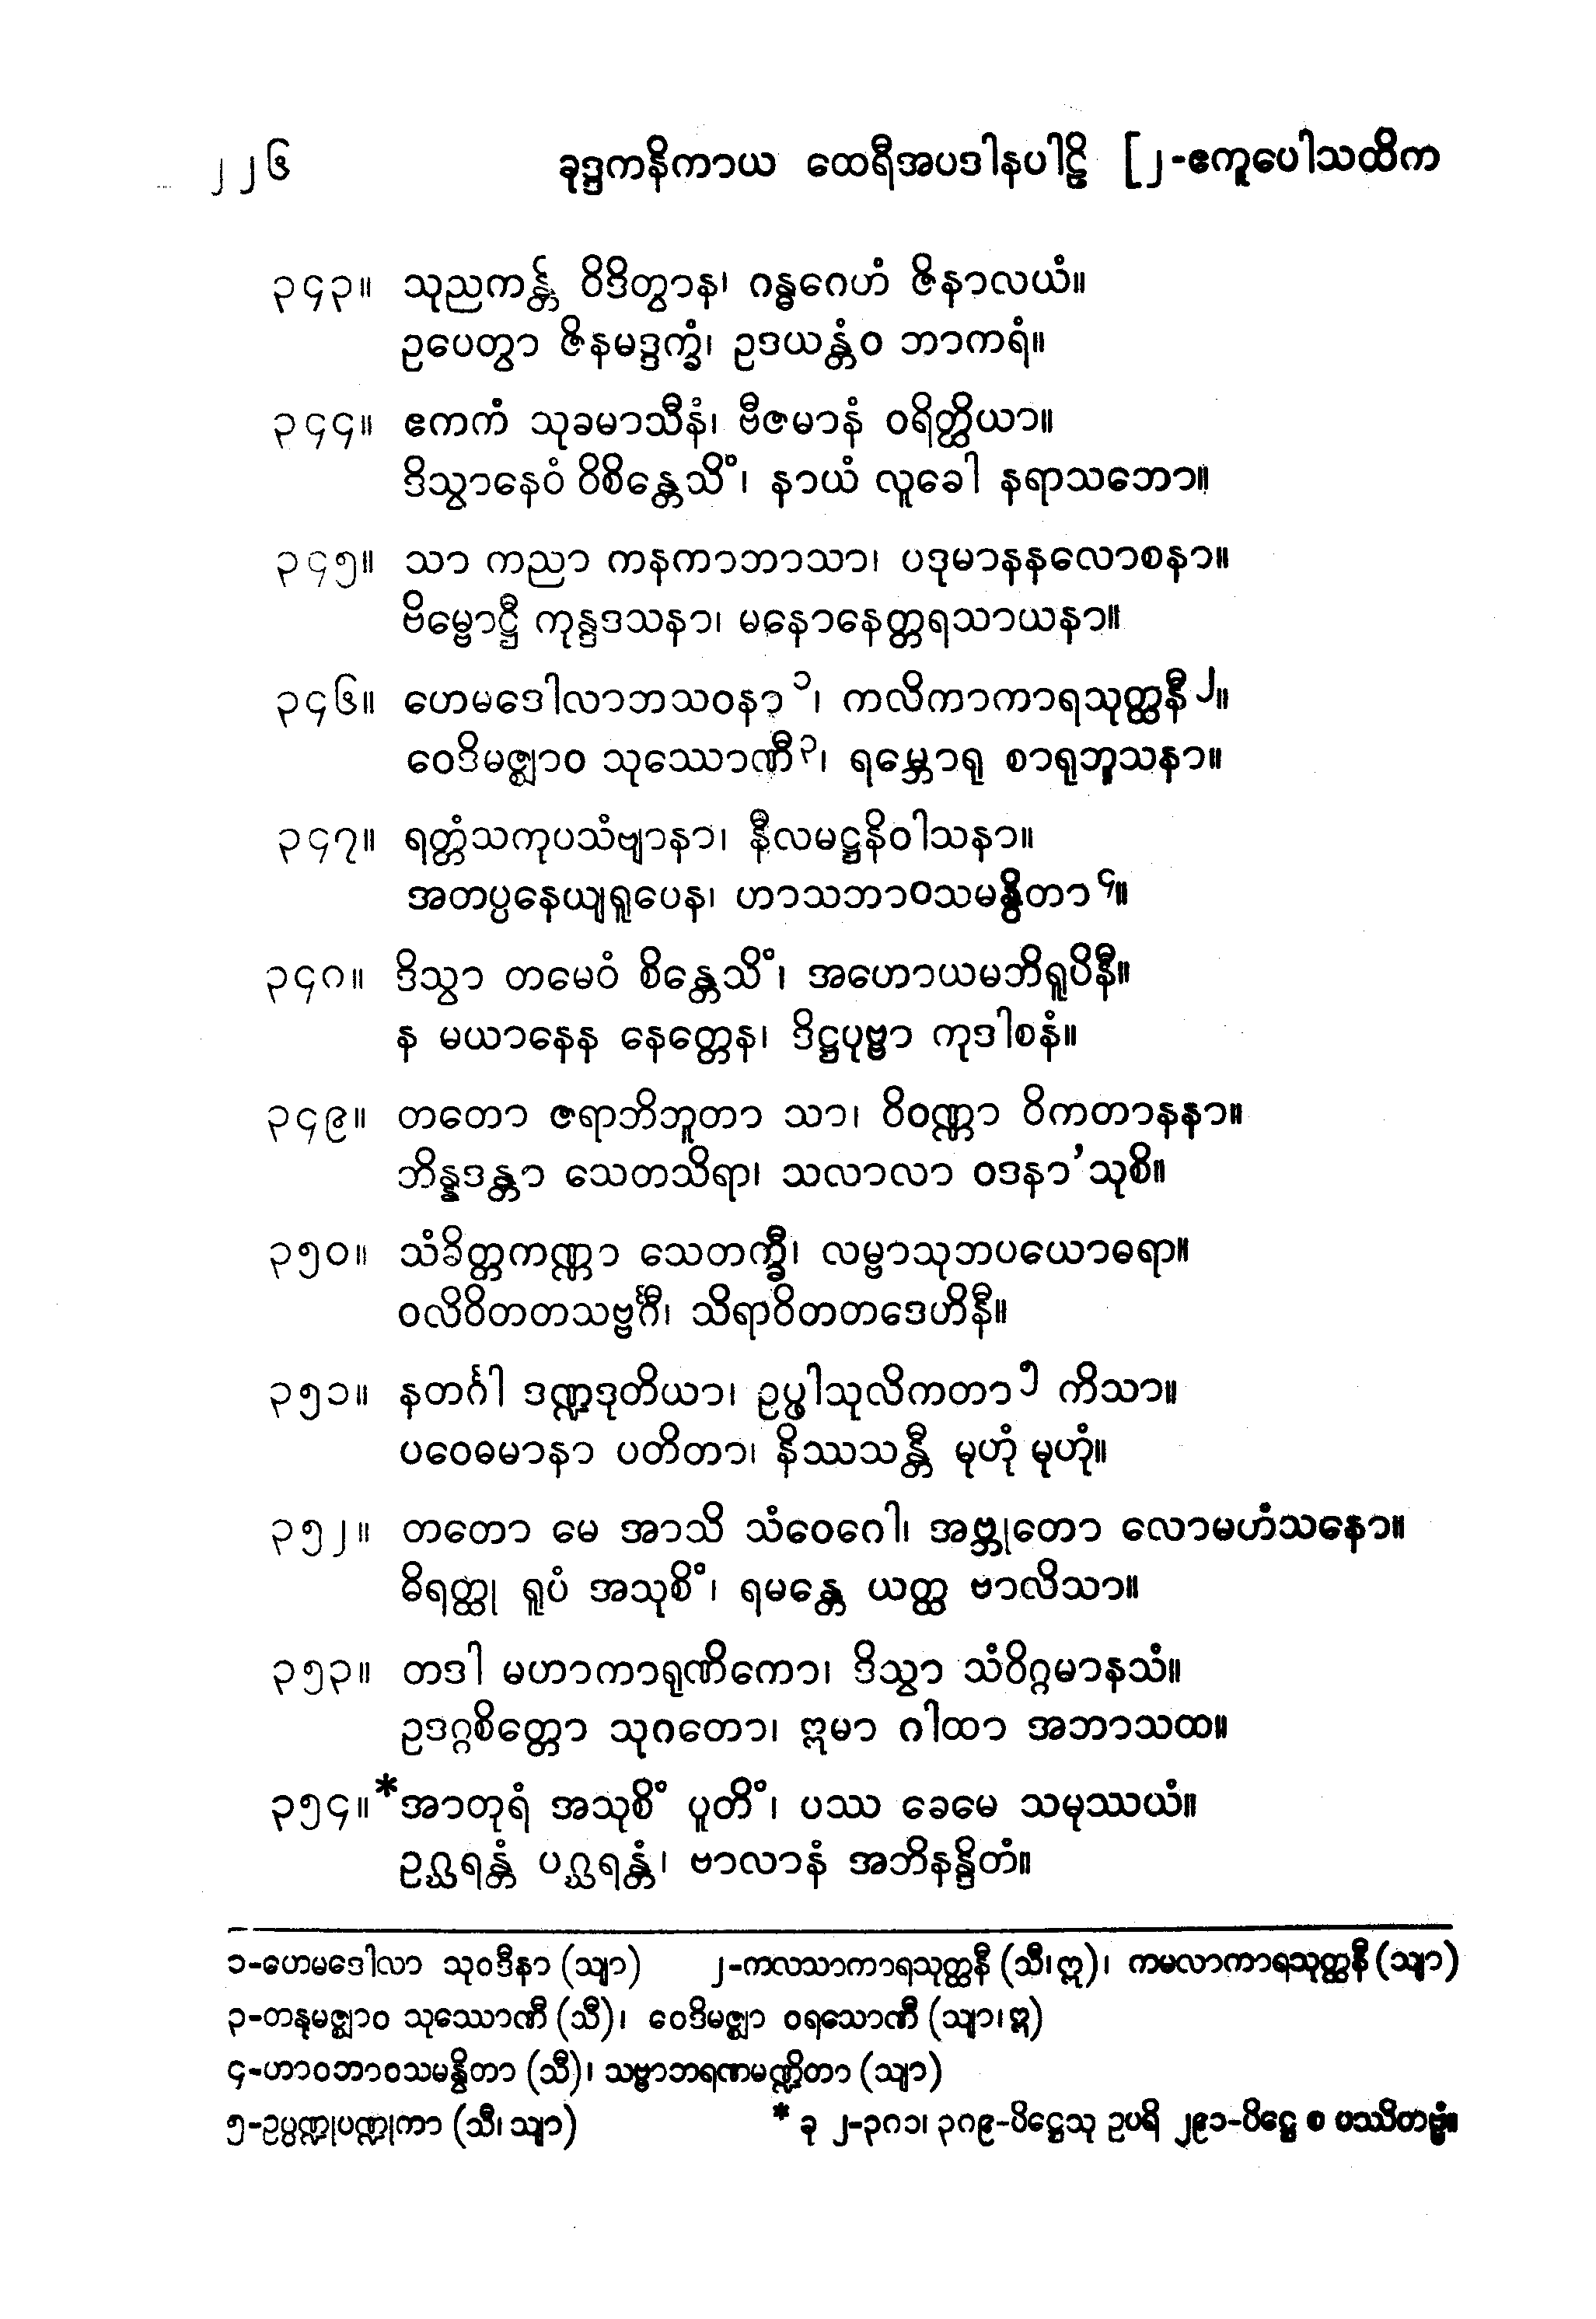 ၂၂၆ ခုဒ္ဒကနိကာယ ထေရီအပဒါနပါဠိ [၂-ဧကူပေါသထိက
၃၄၃။ သုညကန္တိ ဝိဒိတွာန၊ ဂန္ဓဂေဟံ ဇိနာလယံ။
ဥပေတွာ ဇိနမဒ္ဒက္ခံ၊ ဥဒယန္တံဝ ဘာကရံ။
၃၄၄။ ဧကကံ သုခမာသီနံ၊ ဗီဇမာနံ ဝရိတ္ထိယာ။
ဒိသွာနေဝံ ဝိစိန္တေသိံ၊ နာယံ လူခေါ နရာသဘော။
၃၄၅။ သာ ကညာ ကနကာဘာသာ၊ ပဒုမာနနလောစနာ။
ဗိမ္ဗောဋ္ဌီ ကုန္ဒဒသနာ၊ မနောနေတ္တရသာယနာ။
၃၄၆။ ဟေမဒေါလာဘသဝနာ၁၊ ကလိကာကာရသုတ္ထနီ၂။
ဝေဒိမဇ္ဈာဝ သုဿောဏီ၃၊ ရမ္ဘောရု စာရုဘူသနာ။
၃၄၇။ ရတ္တံသကုပသံဗျာနာ၊ နီလမဋ္ဌနိဝါသနာ။
အတပ္ပနေယျရူပေန၊ ဟာသဘာဝသမန္ဝိတာ၄။
၃၄၈။ ဒိသွာ တမေဝံ စိန္တေသိံ၊ အဟောယမဘိရူပိနီ။
န မယာနေန နေတ္တေန၊ ဒိဋ္ဌပုဗ္ဗာ ကုဒါစနံ။
၃၄၉။ တတော ဇရာဘိဘူတာ သာ၊ ဝိဝဏ္ဏာ ဝိကတာနနာ။
ဘိန္နဒန္တာ သေတသိရာ၊ သလာလာ ဝဒနာ’သုစိ။
၃၅၀။ သံခိတ္တကဏ္ဏာ သေတက္ခီ၊ လမ္ဗာသုဘပယောဓရာ။
ဝလိဝိတတသဗ္ဗင်္ဂီ၊ သိရာဝိတတဒေဟိနီ။
၃၅၁။ နတင်္ဂါ ဒဏ္ဍဒုတိယာ၊ ဥပ္ဖါသုလိကတာ၅ ကိသာ။
ပဝေဓမာနာ ပတိတာ၊ နိဿသန္တီ မုဟုံ မုဟုံ။
၃၅၂။ တတော မေ အာသိ သံဝေဂေါ၊ အဗ္ဘုတော လောမဟံသနော။
ဓိရတ္ထု ရူပံ အသုစိံ၊ ရမန္တေ ယတ္ထ ဗာလိသာ။
၃၅၃။ တဒါ မဟာကာရုဏိကော၊ ဒိသွာ သံဝိဂ္ဂမာနသံ။
ဥဒဂ္ဂစိတ္တော သုဂတော၊ ဣမာ ဂါထာ အဘာသထ။
၃၅၄။ *အာတုရံ အသုစိံ ပူတိံ၊ ပဿ ခေမေ သမုဿယံ။
ဥဂ္ဃရန္တံ ပဂ္ဃရန္တံ၊ ဗာလာနံ အဘိနန္ဒိတံ။
၁-ဟေမဒေါလာ သုဝဒီနာ (သျာ) ၂-ကလသာကာရသုတ္ထနီ (သီ၊ဣ)၊ ကမလာကာရသုတ္ထနီ (သျာ)
၃-တနုမဇ္ဈာဝ သုဿောဏီ (သီ)၊ ဝေဒိမဇ္ဈာ ဝရသောဏီ (သျာ၊ဣ)
၄-ဟာဝဘာဝသမန္ဝိတာ (သီ)၊ သဗ္ဗာဘရဏမဏ္ဍိတာ (သျာ)
၅-ဥပ္ပဏ္ဍုပဏ္ဍုကာ (သီ၊ သျာ) * ခု ၂-၃၈၁၊ ၃၈၉-ပိဋ္ဌေသု ဥပရိ ၂၉၁-ပိဋ္ဌေ စ ပဿိတဗ္ဗံ။